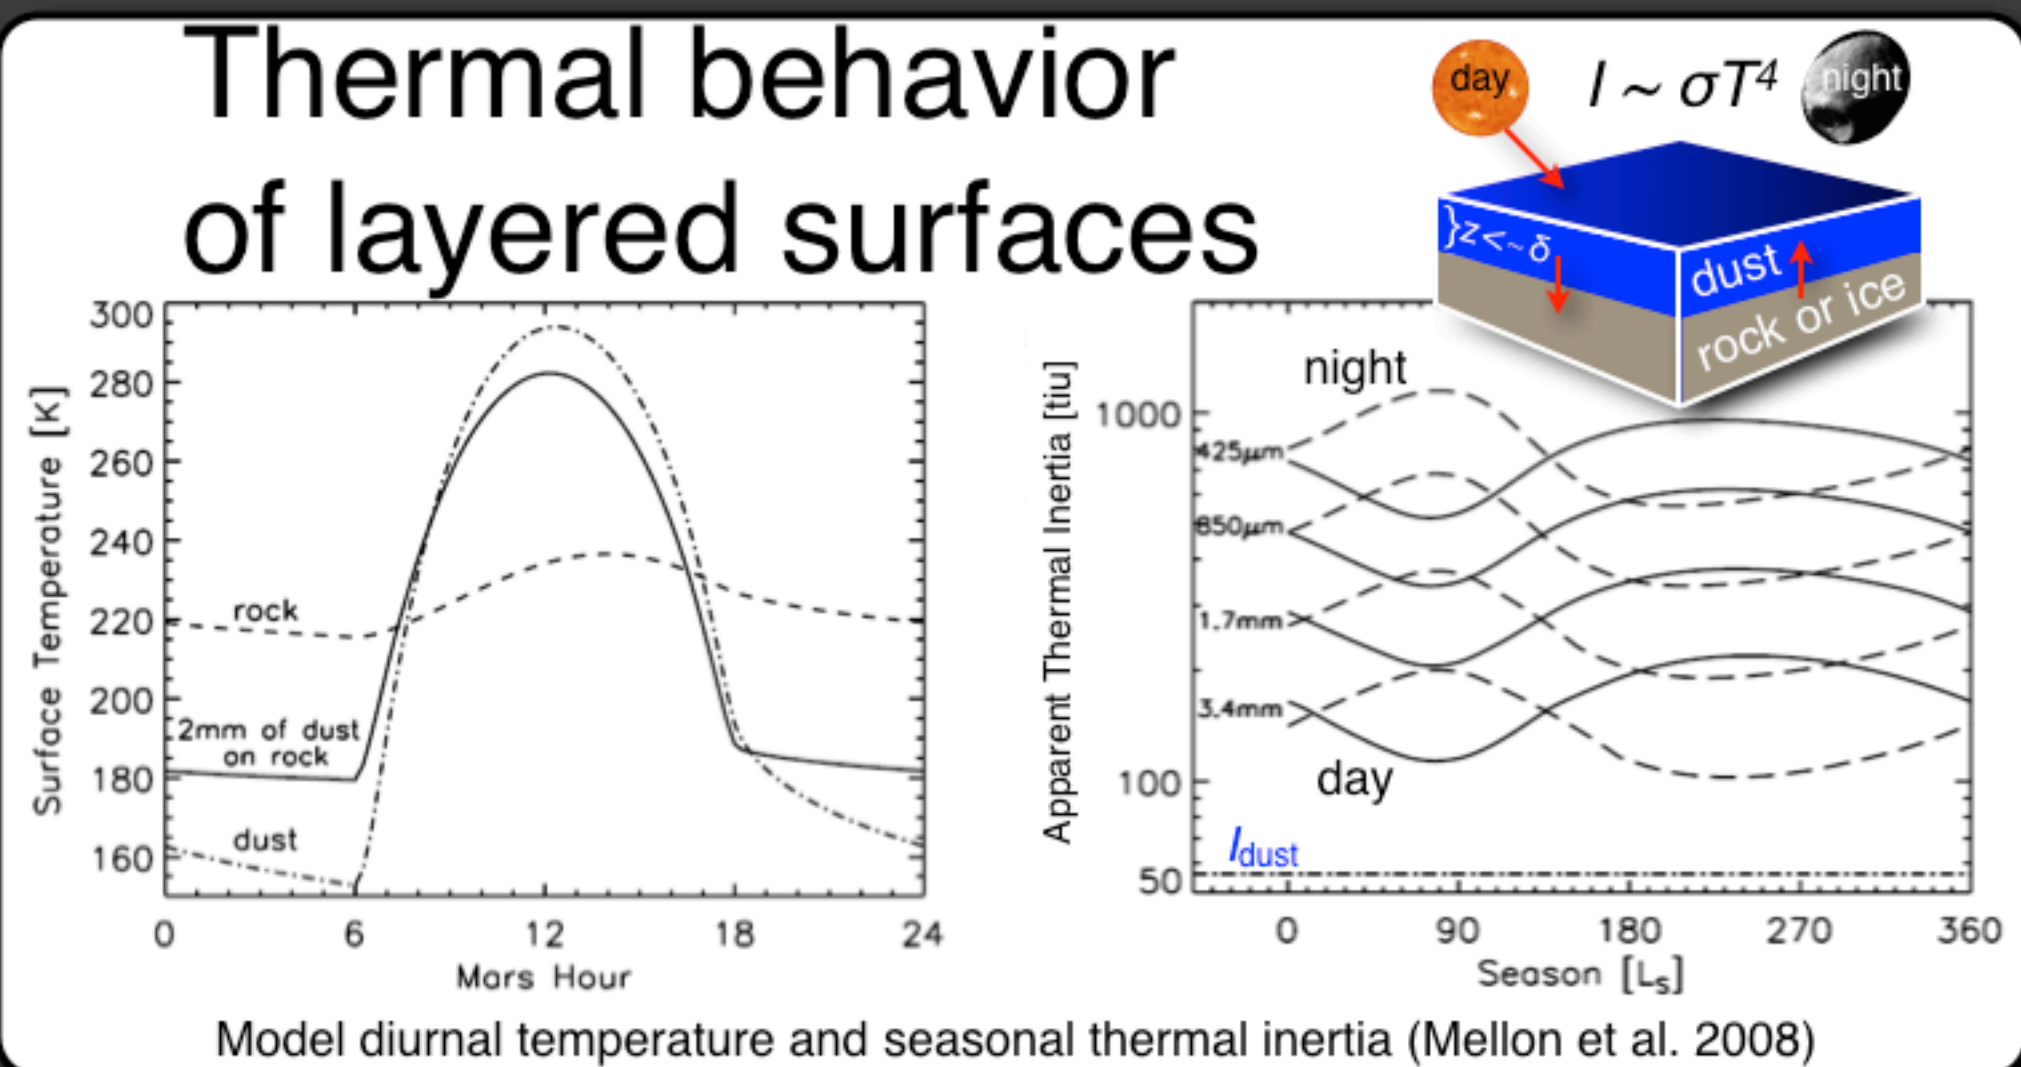 Thermal behavior
of layered surfaces
day
I ~ σT⁴
night
}z<~δ
dust
rock or ice
Surface Temperature [K]
300
280
260
240
220
200
180
160
rock
2mm of dust
on rock
dust
0 6 12 18 24
Mars Hour
Apparent Thermal Inertia [tiu]
1000
100
50
night
425μm
850μm
1.7mm
3.4mm
day
Idust
0 90 180 270 360
Season [Ls]
Model diurnal temperature and seasonal thermal inertia (Mellon et al. 2008)